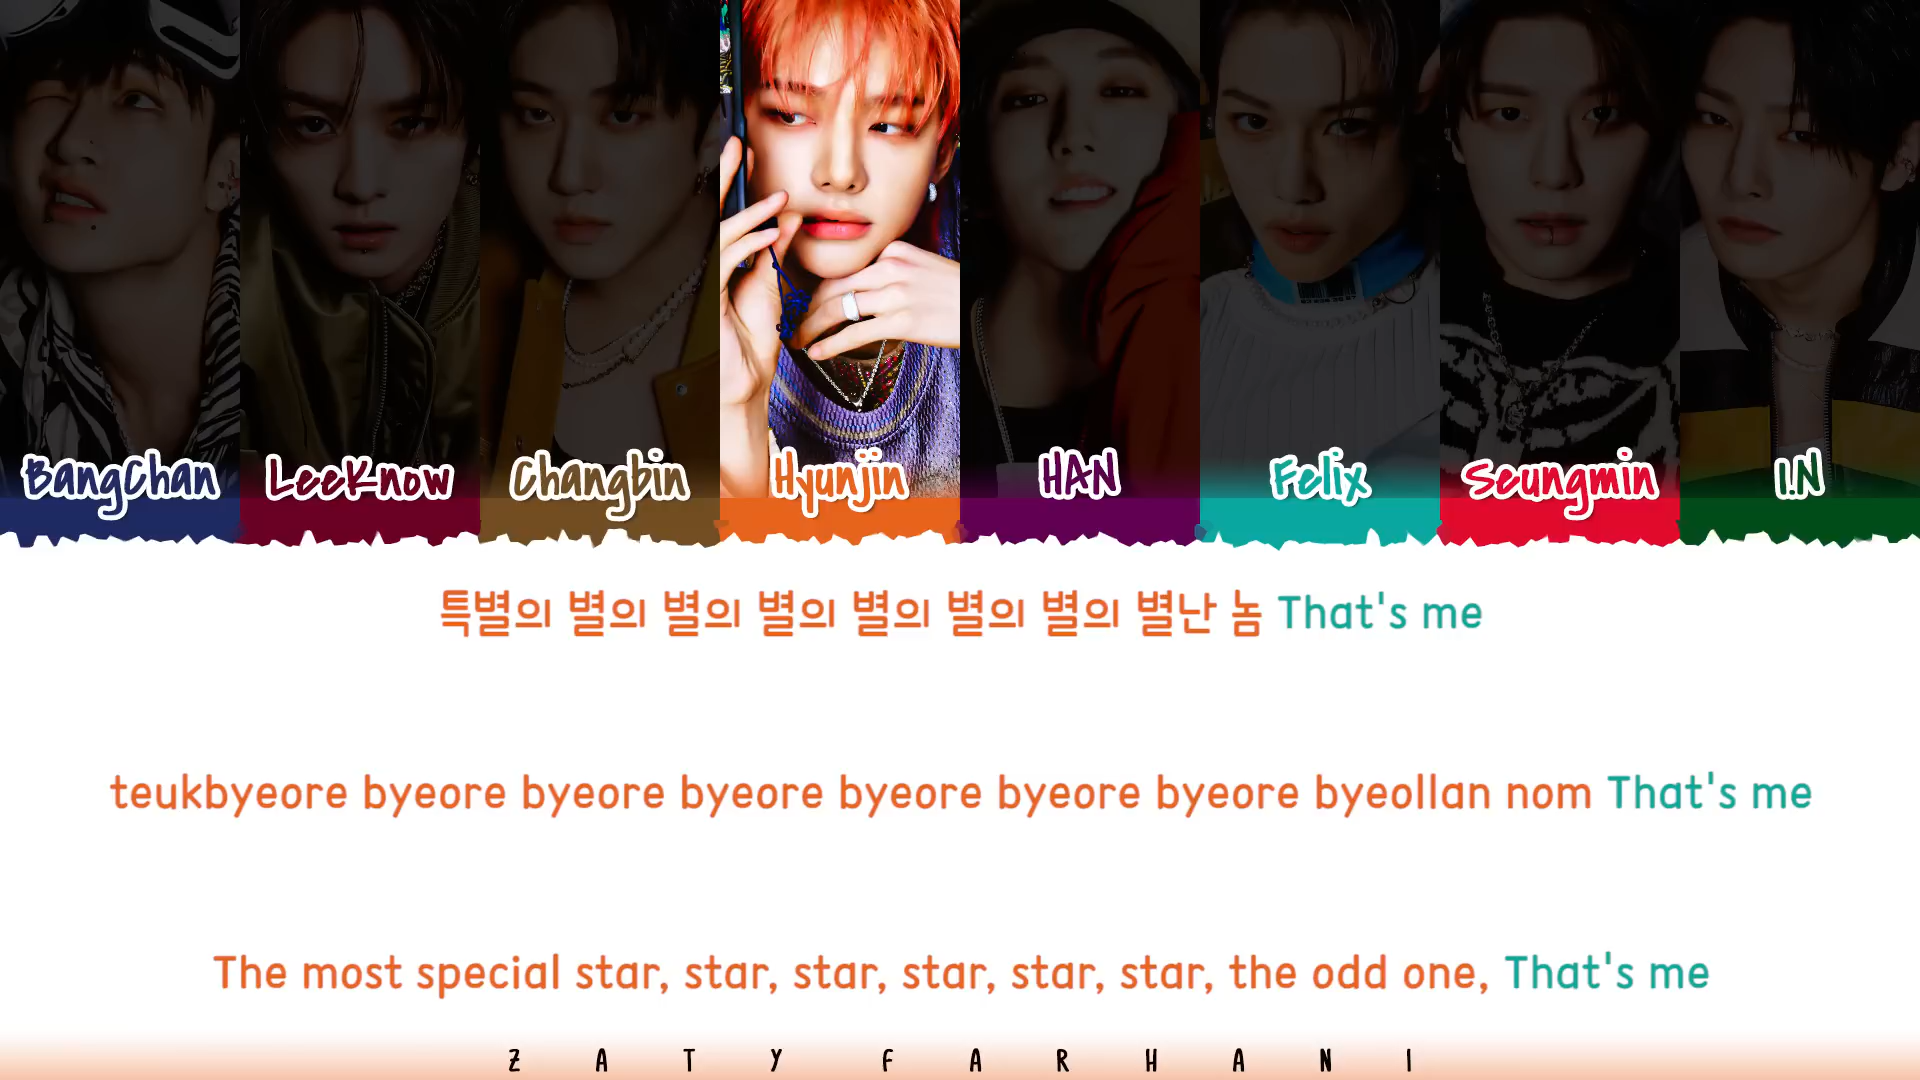 BangChan LeeKnow Changbin Hyunjin HAN Felix Seungmin I.N
특별의 별의 별의 별의 별의 별의 별의 별난 놈 That's me
teukbyeore byeore byeore byeore byeore byeore byeore byeollan nom That's me
The most special star, star, star, star, star, star, the odd one, That's me
ZATY FARHANI